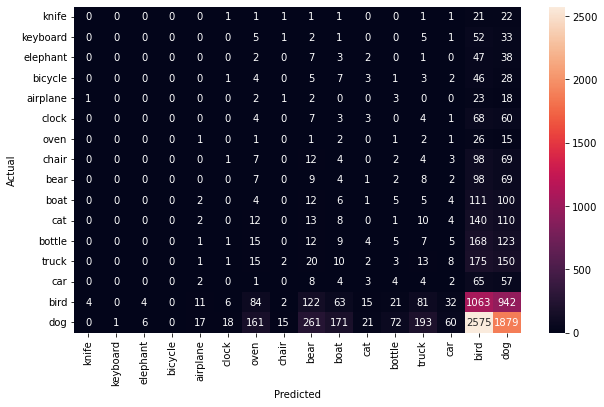 knife 0 0 0 0 0 1 1 1 1 1 0 0 1 1 21 22
keyboard 0 0 0 0 0 0 5 1 2 1 0 0 5 1 52 33
elephant 0 0 0 0 0 0 2 0 7 3 2 0 1 0 47 38
bicycle 0 0 0 0 0 1 4 0 5 7 3 1 3 2 46 28
airplane 1 0 0 0 0 0 2 1 2 0 0 3 0 0 23 18
clock 0 0 0 0 0 0 4 0 7 3 3 0 4 1 68 60
oven 0 0 0 0 1 0 1 0 1 2 0 1 2 1 26 15
chair 0 0 0 0 0 1 7 0 12 4 0 2 4 3 98 69
bear 0 0 0 0 0 0 7 0 9 4 1 2 8 2 98 69
boat 0 0 0 0 2 0 4 0 12 6 1 5 5 4 111 100
cat 0 0 0 0 2 0 12 0 13 8 0 1 10 4 140 110
bottle 0 0 0 0 1 1 15 0 12 9 4 5 7 5 168 123
truck 0 0 0 0 1 1 15 2 20 10 2 3 13 8 175 150
car 0 0 0 0 2 0 1 0 8 4 3 4 4 2 65 57
bird 4 0 4 0 11 6 84 2 122 63 15 21 81 32 1063 942
dog 0 1 6 0 17 18 161 15 261 171 21 72 193 60 2575 1879
knife keyboard elephant bicycle airplane clock oven chair bear boat cat bottle truck car bird dog
Predicted
Actual
2500
2000
1500
1000
500
0